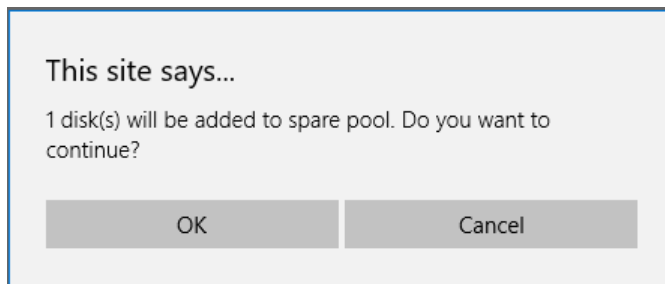 This site says...
1 disk(s) will be added to spare pool. Do you want to
continue?
OK
Cancel